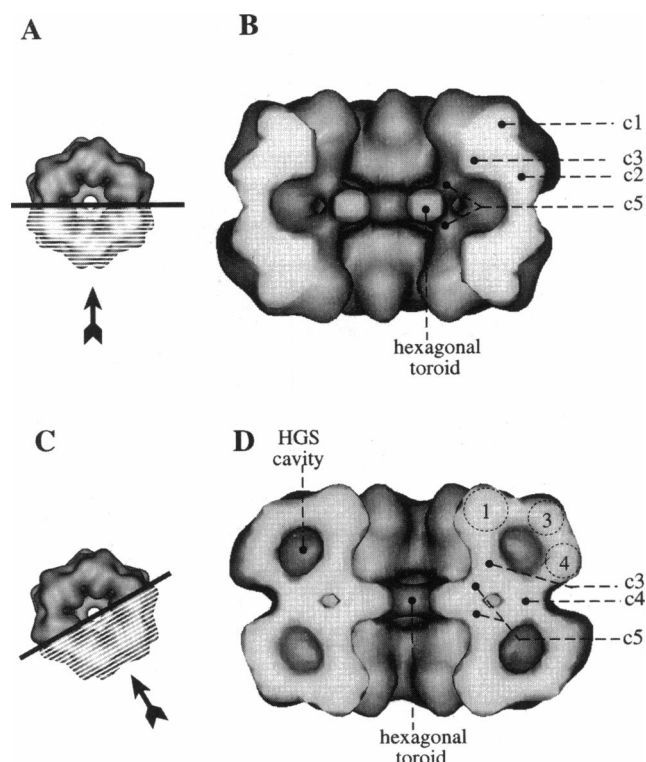 A
B
c1
c3
c2
c5
hexagonal
toroid
C
D
HGS
cavity
1
3
4
c3
c4
c5
hexagonal
toroid